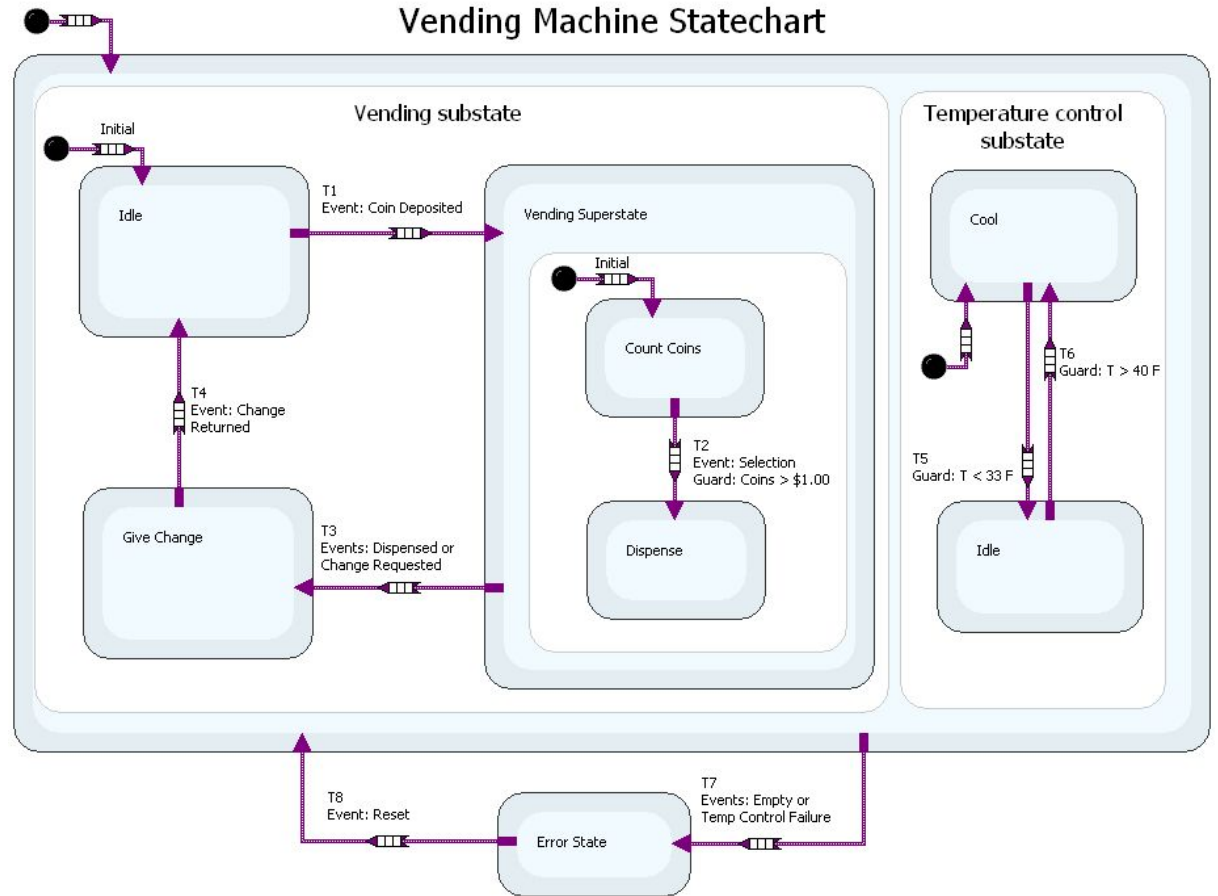 Vending Machine Statechart
Vending substate
Temperature control
substate
Initial
Idle
T1
Event: Coin Deposited
Vending Superstate
Initial
Count Coins
T2
Event: Selection
Guard: Coins > $1.00
Dispense
T3
Events: Dispensed or
Change Requested
Give Change
T4
Event: Change
Returned
Cool
T6
Guard: T > 40 F
T5
Guard: T < 33 F
Idle
T8
Event: Reset
Error State
T7
Events: Empty or
Temp Control Failure